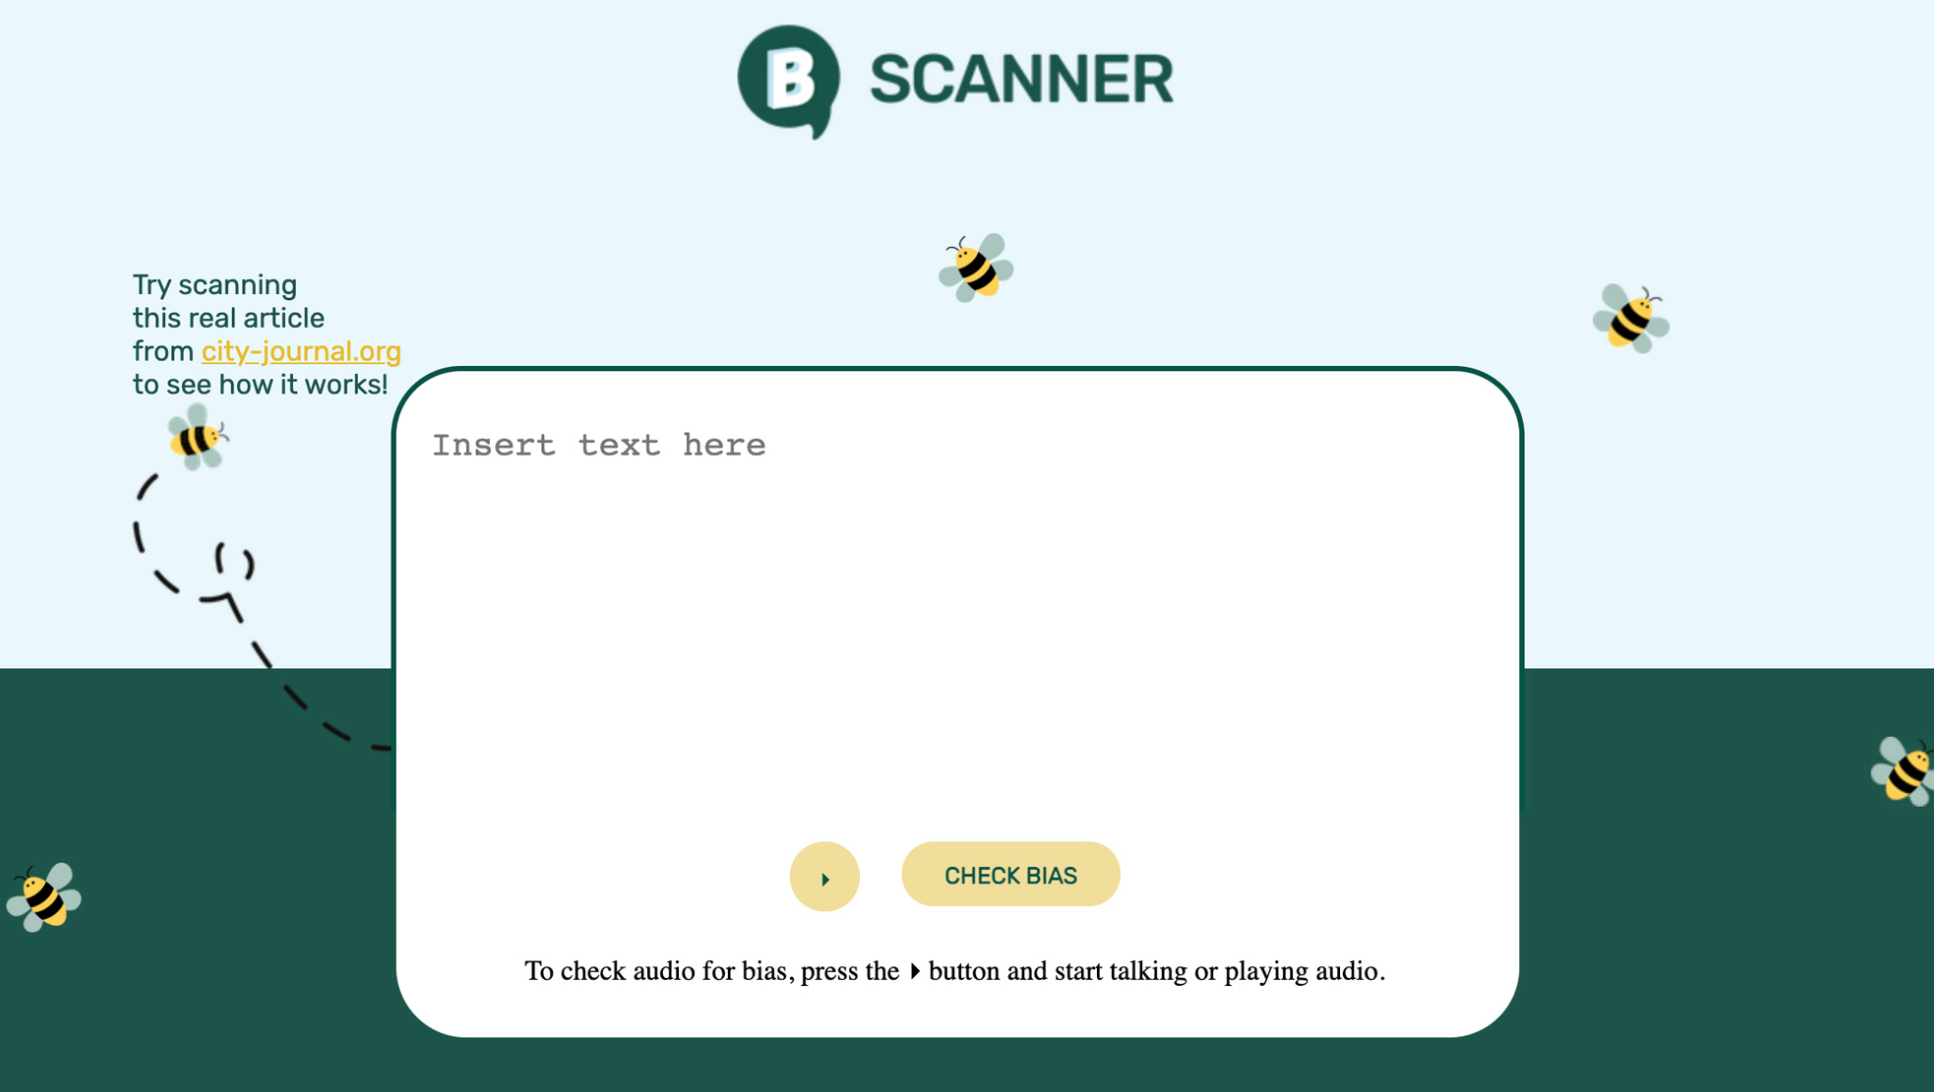 B SCANNER
Try scanning
this real article
from city-journal.org
to see how it works!
Insert text here
CHECK BIAS
To check audio for bias, press the ▶ button and start talking or playing audio.